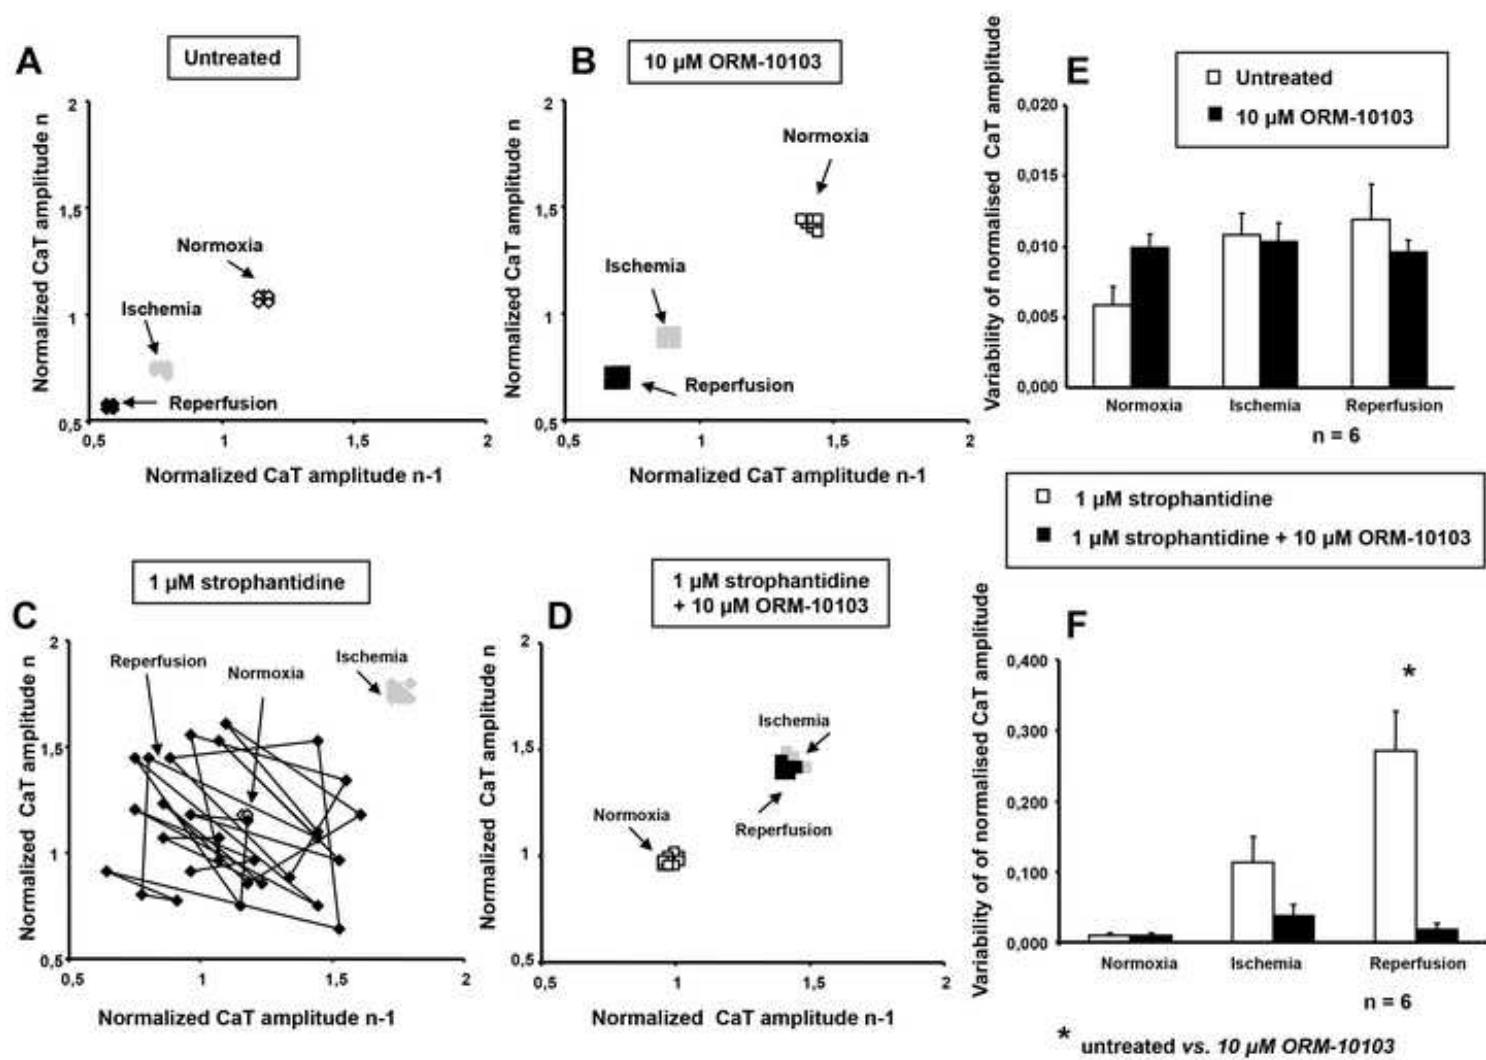 A
Untreated
Normalized CaT amplitude n
2
1,5
1
0,5
Normoxia
Ischemia
Reperfusion
0,5
1
1,5
2
Normalized CaT amplitude n-1
B
10 µM ORM-10103
Normalized CaT amplitude n
2
1,5
1
0,5
Normoxia
Ischemia
Reperfusion
0,5
1
1,5
2
Normalized CaT amplitude n-1
E
Untreated
10 µM ORM-10103
Variability of normalised CaT amplitude
0,020
0,015
0,010
0,005
0,000
Normoxia
Ischemia
Reperfusion
n = 6
C
1 µM strophantidine
Normalized CaT amplitude n
2
1,5
1
0,5
Reperfusion
Normoxia
Ischemia
0,5
1
1,5
2
Normalized CaT amplitude n-1
D
1 µM strophantidine
+ 10 µM ORM-10103
Normalized CaT amplitude n
2
1,5
1
0,5
Ischemia
Normoxia
Reperfusion
0,5
1
1,5
2
Normalized CaT amplitude n-1
1 µM strophantidine
1 µM strophantidine + 10 µM ORM-10103
F
Variability of normalised CaT amplitude
0,400
0,300
0,200
0,100
0,000
*
Normoxia
Ischemia
Reperfusion
n = 6
* untreated vs. 10 µM ORM-10103